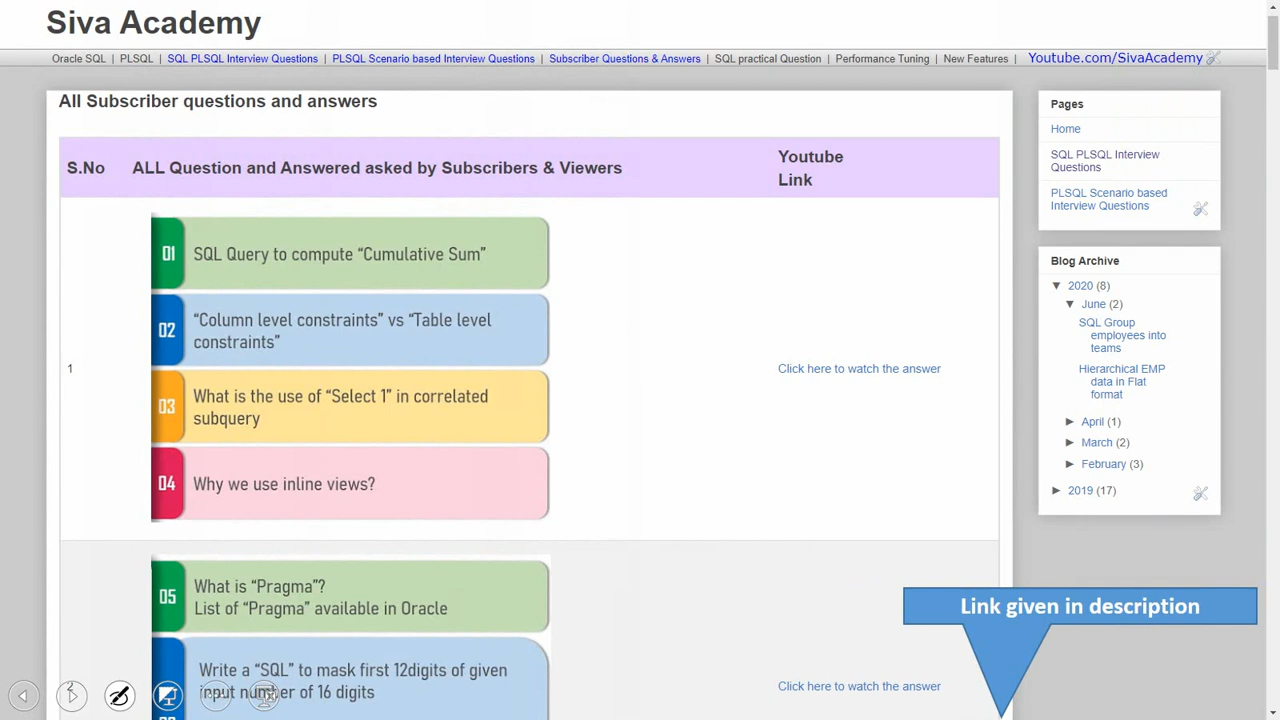 Siva Academy
Oracle SQL | PLSQL | SQL PLSQL Interview Questions | PLSQL Scenario based Interview Questions | Subscriber Questions & Answers | SQL practical Question | Performance Tuning | New Features | Youtube.com/SivaAcademy
All Subscriber questions and answers
S.No ALL Question and Answered asked by Subscribers & Viewers Youtube
Link
01 SQL Query to compute “Cumulative Sum”
02 “Column level constraints” vs “Table level
constraints”
1 Click here to watch the answer
03 What is the use of “Select 1” in correlated
subquery
04 Why we use inline views?
05 What is “Pragma”?
List of “Pragma” available in Oracle
Write a “SQL” to mask first 12digits of given
input number of 16 digits
Click here to watch the answer
Pages
Home
SQL PLSQL Interview
Questions
PLSQL Scenario based
Interview Questions
Blog Archive
▼ 2020 (8)
▼ June (2)
SQL Group
employees into
teams
Hierarchical EMP
data in Flat
format
► April (1)
► March (2)
► February (3)
► 2019 (17)
Link given in description